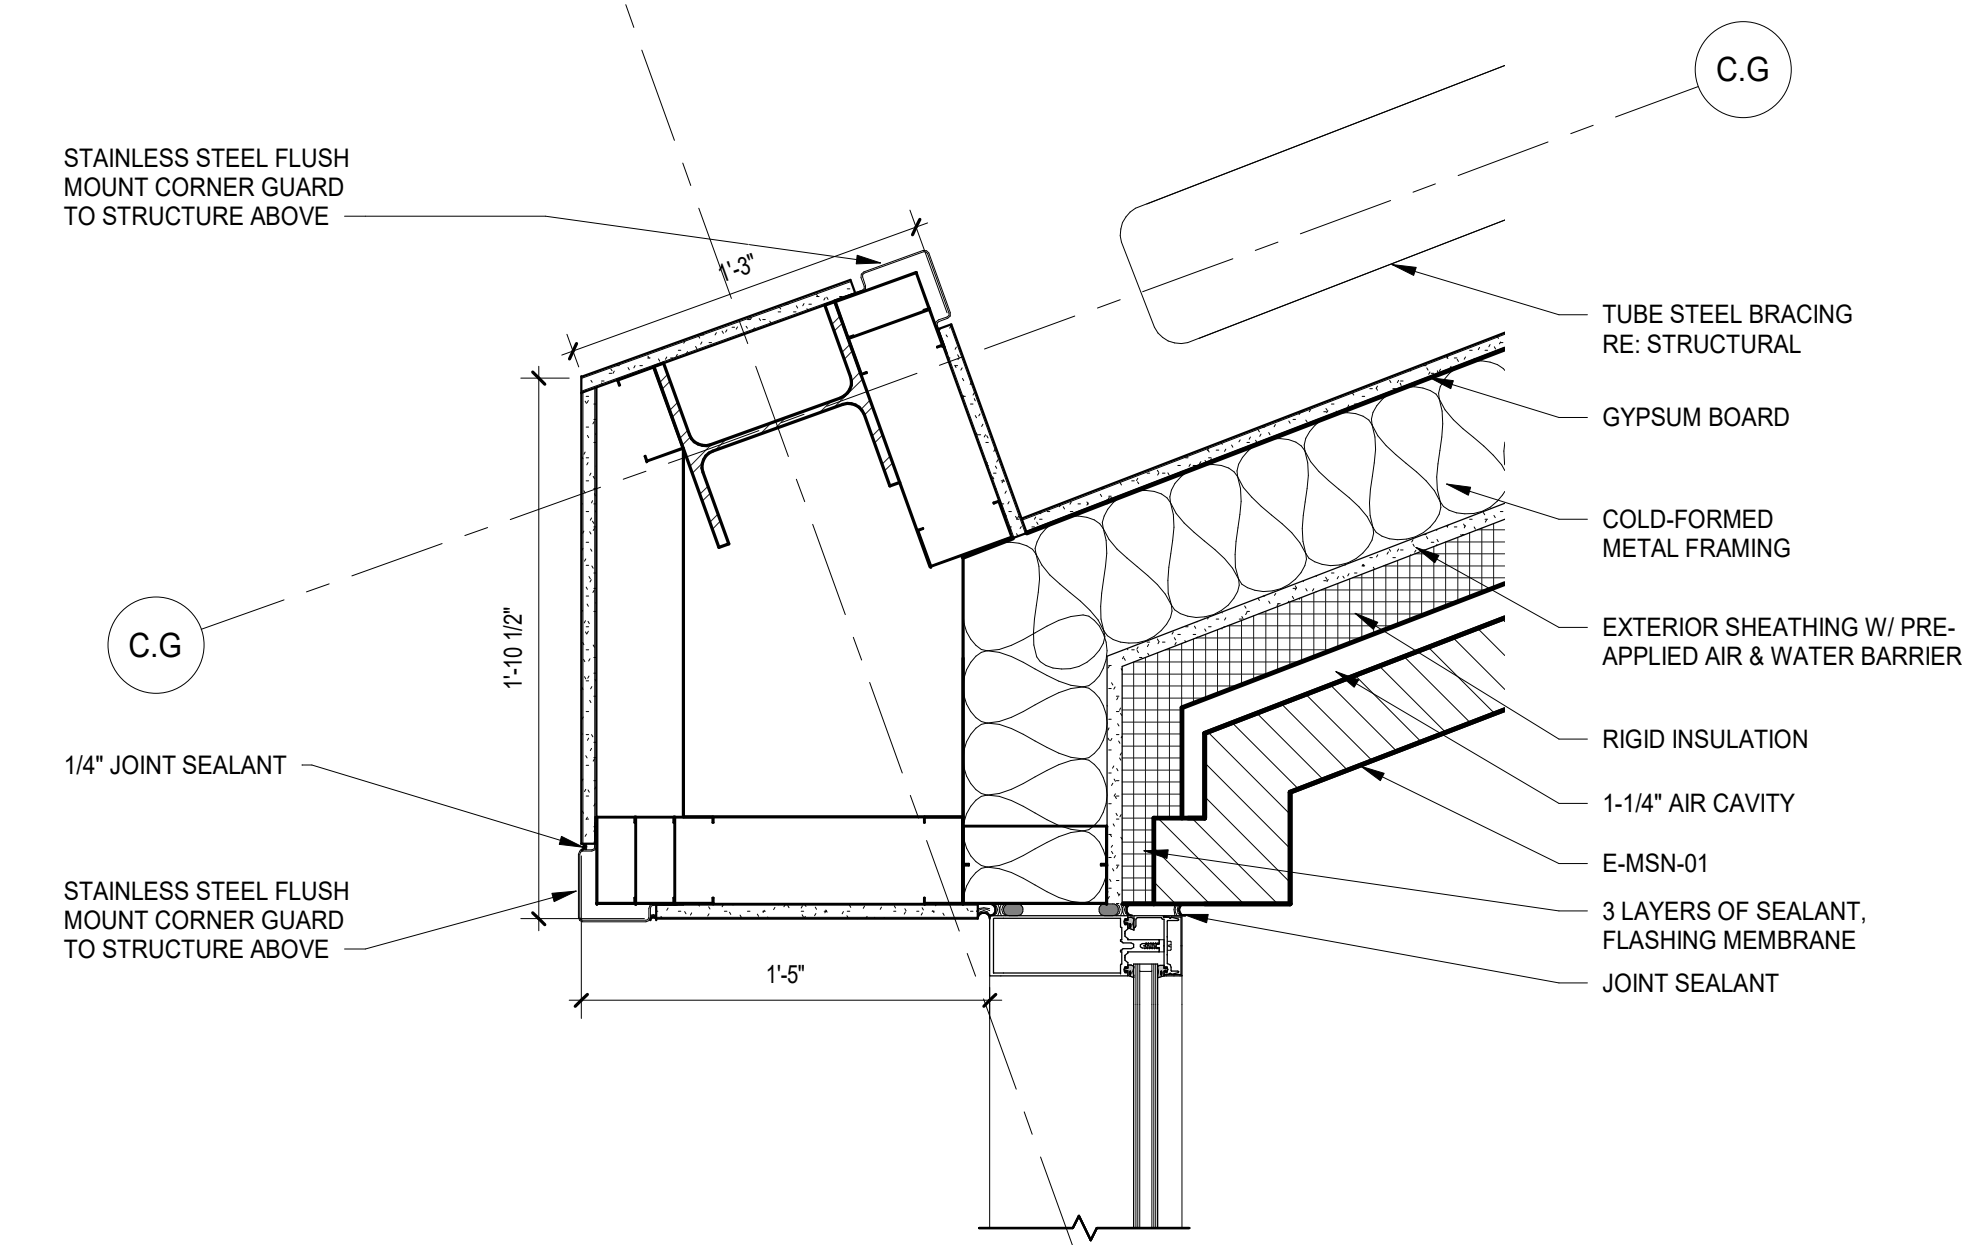 C.G
STAINLESS STEEL FLUSH
MOUNT CORNER GUARD
TO STRUCTURE ABOVE
1'-3"
TUBE STEEL BRACING
RE: STRUCTURAL
GYPSUM BOARD
COLD-FORMED
METAL FRAMING
1'-10 1/2"
C.G
EXTERIOR SHEATHING W/ PRE-
APPLIED AIR & WATER BARRIER
RIGID INSULATION
1/4" JOINT SEALANT
1-1/4" AIR CAVITY
E-MSN-01
STAINLESS STEEL FLUSH
MOUNT CORNER GUARD
TO STRUCTURE ABOVE
3 LAYERS OF SEALANT,
FLASHING MEMBRANE
1'-5"
JOINT SEALANT